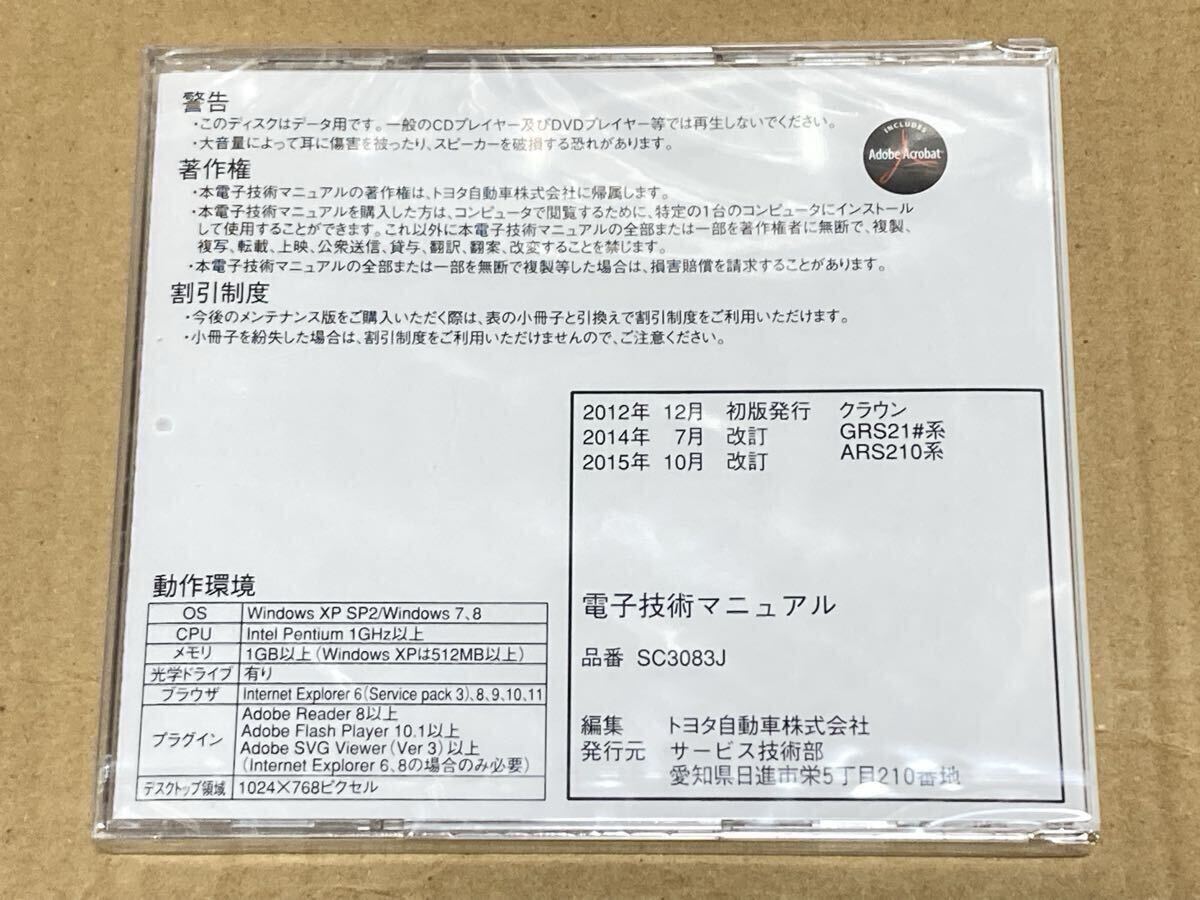 警告
・このディスクはデータ用です。一般のCDプレイヤー及びDVDプレイヤー等では再生しないでください。
・大音量によって耳に傷害を被ったり、スピーカーを破損する恐れがあります。
INCLUDES
Adobe Acrobat
著作権
・本電子技術マニュアルの著作権は、トヨタ自動車株式会社に帰属します。
・本電子技術マニュアルを購入した方は、コンピュータで閲覧するために、特定の1台のコンピュータにインストール
して使用することができます。これ以外に本電子技術マニュアルの全部または一部を著作権者に無断で、複製、
複写、転載、上映、公衆送信、貸与、翻訳、翻案、改変することを禁じます。
・本電子技術マニュアルの全部または一部を無断で複製等した場合は、損害賠償を請求することがあります。
割引制度
・今後のメンテナンス版をご購入いただく際は、表の小冊子と引換えで割引制度をご利用いただけます。
・小冊子を紛失した場合は、割引制度をご利用いただけませんので、ご注意ください。
2012年 12月 初版発行 クラウン
2014年 7月 改訂 GRS21#系
2015年 10月 改訂 ARS210系
電子技術マニュアル
品番 SC3083J
編集 トヨタ自動車株式会社
発行元 サービス技術部
愛知県日進市栄5丁目210番地
動作環境
OS Windows XP SP2/Windows 7、8
CPU Intel Pentium 1GHz以上
メモリ 1GB以上(Windows XPは512MB以上)
光学ドライブ 有り
ブラウザ Internet Explorer 6(Service pack 3)、8、9、10、11
プラグイン Adobe Reader 8以上
Adobe Flash Player 10.1以上
Adobe SVG Viewer(Ver 3)以上
(Internet Explorer 6、8の場合のみ必要)
デスクトップ領域 1024×768ピクセル